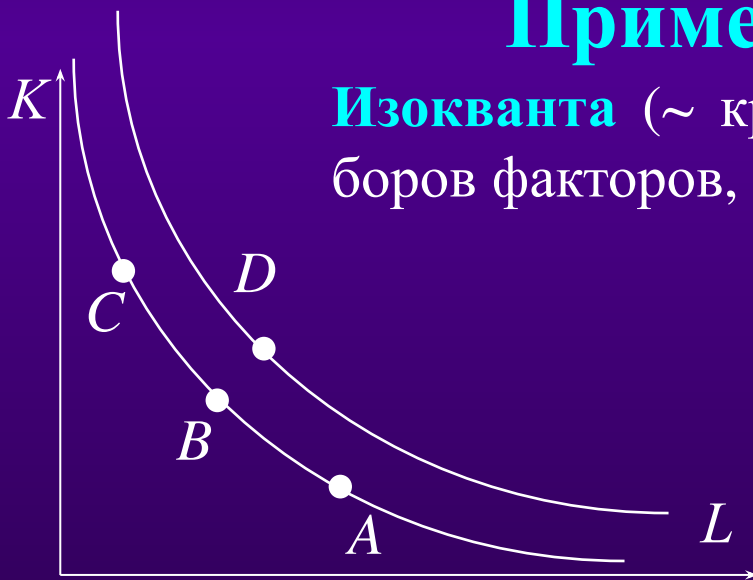 Приме
K
Изокванта (~ кр
боров факторов,
D
C
B
A
L